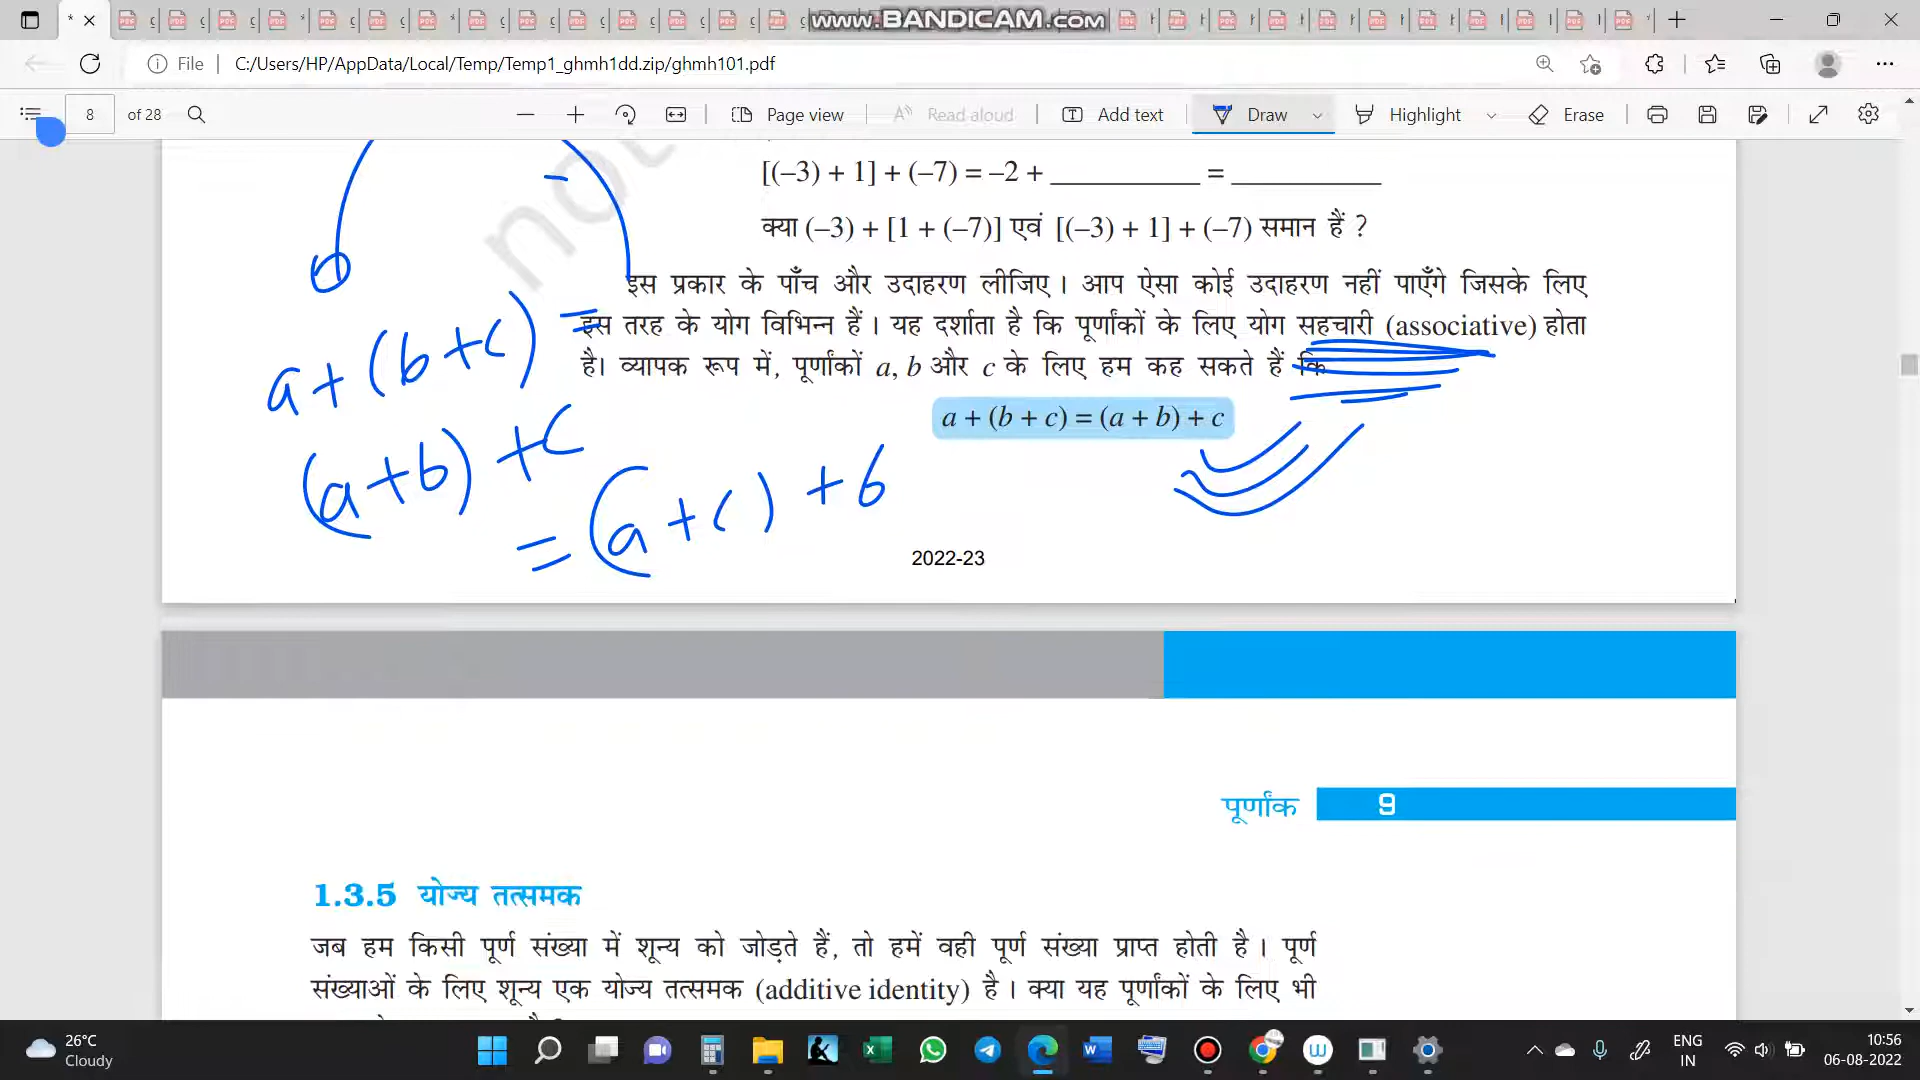 www.BANDICAM.com
File C:/Users/HP/AppData/Local/Temp/Temp1_ghmh1dd.zip/ghmh101.pdf
8 of 28 Page view Read aloud Add text Draw Highlight Erase
not
[(–3) + 1] + (–7) = –2 + ____________ = ____________
क्या (–3) + [1 + (–7)] एवं [(–3) + 1] + (–7) समान हैं ?
इस प्रकार के पाँच और उदाहरण लीजिए। आप ऐसा कोई उदाहरण नहीं पाएँगे जिसके लिए
इस तरह के योग विभिन्न हैं। यह दर्शाता है कि पूर्णांकों के लिए योग सहचारी (associative) होता
है। व्यापक रूप में, पूर्णांकों a, b और c के लिए हम कह सकते हैं कि
a + (b + c) = (a + b) + c
a+(b+c) =
(a+b) +c
= (a+c) +b
2022-23
पूर्णांक 9
1.3.5 योज्य तत्समक
जब हम किसी पूर्ण संख्या में शून्य को जोड़ते हैं, तो हमें वही पूर्ण संख्या प्राप्त होती है। पूर्ण
संख्याओं के लिए शून्य एक योज्य तत्समक (additive identity) है। क्या यह पूर्णांकों के लिए भी
26°C
Cloudy
ENG
IN
10:56
06-08-2022